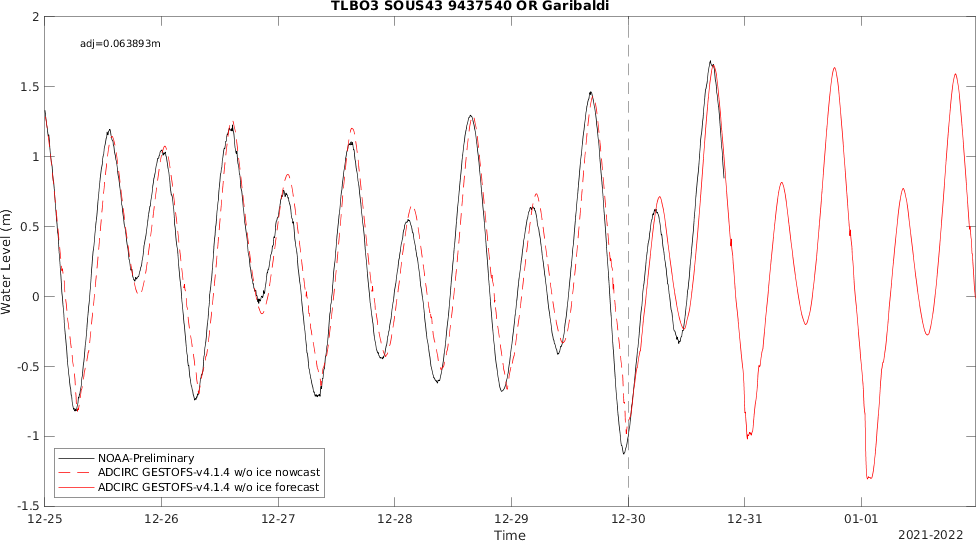 TLBO3 SOUS43 9437540 OR Garibaldi
adj=0.063893m
Water Level (m)
2
1.5
1
0.5
0
-0.5
-1
-1.5
NOAA-Preliminary
ADCIRC GESTOFS-v4.1.4 w/o ice nowcast
ADCIRC GESTOFS-v4.1.4 w/o ice forecast
12-25 12-26 12-27 12-28 12-29 12-30 12-31 01-01
Time
2021-2022